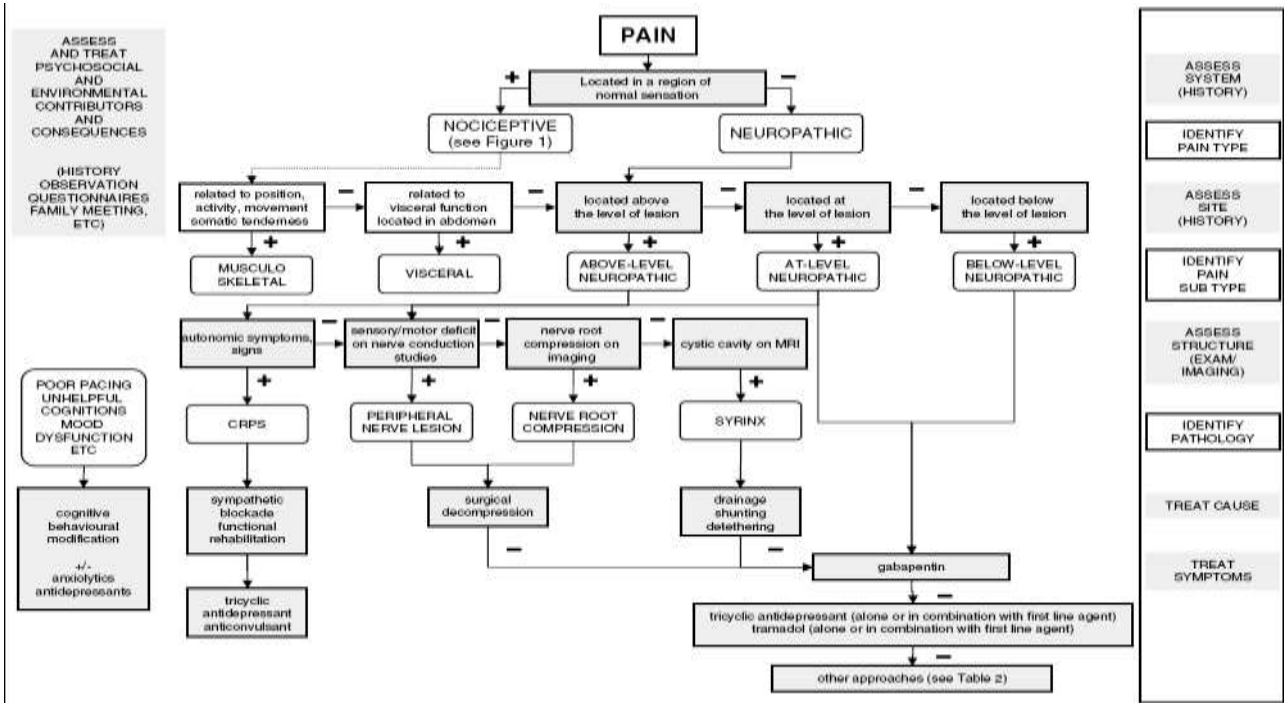 PAIN
ASSESS
AND TREAT
PSYCHOSOCIAL
AND
ENVIRONMENTAL
CONTRIBUTORS
AND
CONSEQUENCES
(HISTORY
OBSERVATION
QUESTIONNAIRES
FAMILY MEETING,
ETC)
+
Located in a region of
normal sensation
−
NOCICEPTIVE
(see Figure 1)
NEUROPATHIC
related to position,
activity, movement
somatic tenderness
−
related to
visceral function
located in abdomen
−
located above
the level of lesion
−
located at
the level of lesion
−
located below
the level of lesion
+
+
+
+
+
MUSCULO
SKELETAL
VISCERAL
ABOVE-LEVEL
NEUROPATHIC
AT-LEVEL
NEUROPATHIC
BELOW-LEVEL
NEUROPATHIC
autonomic symptoms,
signs
−
sensory/motor deficit
on nerve conduction
studies
−
nerve root
compression on
imaging
−
cystic cavity on MRI
+
+
+
+
CRPS
PERIPHERAL
NERVE LESION
NERVE ROOT
COMPRESSION
SYRINX
POOR PACING
UNHELPFUL
COGNITIONS
MOOD
DYSFUNCTION
ETC
cognitive
behavioural
modification
+/-
anxiolytics
antidepressants
sympathetic
blockade
functional
rehabilitation
surgical
decompression
drainage
shunting
detethering
−
−
tricyclic
antidepressant
anticonvulsant
gabapentin
−
tricyclic antidepressant (alone or in combination with first line agent)
tramadol (alone or in combination with first line agent)
−
other approaches (see Table 2)
ASSESS
SYSTEM
(HISTORY)
IDENTIFY
PAIN TYPE
ASSESS
SITE
(HISTORY)
IDENTIFY
PAIN
SUB TYPE
ASSESS
STRUCTURE
(EXAM/
IMAGING)
IDENTIFY
PATHOLOGY
TREAT CAUSE
TREAT
SYMPTOMS